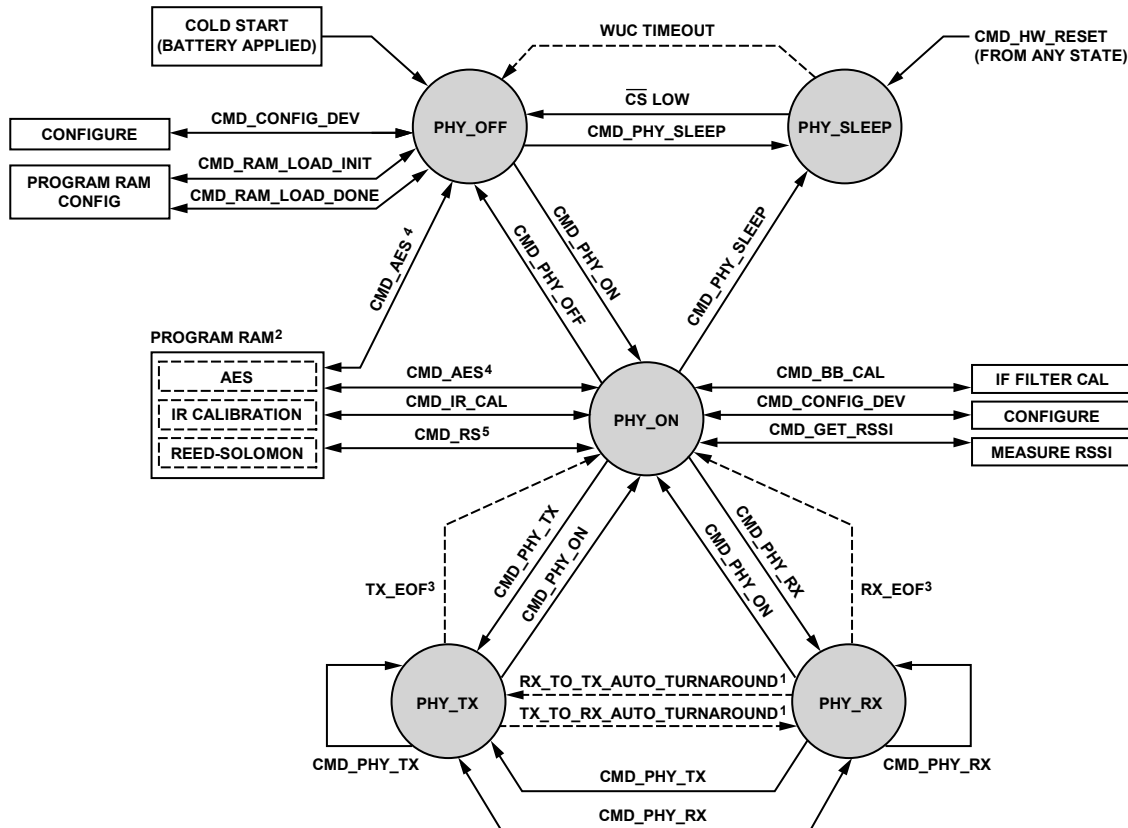 COLD START
(BATTERY APPLIED)
WUC TIMEOUT
CMD_HW_RESET
(FROM ANY STATE)
CS LOW
PHY_OFF
PHY_SLEEP
CMD_PHY_SLEEP
CONFIGURE
CMD_CONFIG_DEV
CMD_RAM_LOAD_INIT
PROGRAM RAM
CONFIG
CMD_RAM_LOAD_DONE
CMD_AES 4
CMD_PHY_OFF
CMD_PHY_ON
CMD_PHY_SLEEP
PROGRAM RAM2
AES
IR CALIBRATION
REED-SOLOMON
CMD_AES4
CMD_IR_CAL
CMD_RS5
PHY_ON
CMD_BB_CAL
CMD_CONFIG_DEV
CMD_GET_RSSI
IF FILTER CAL
CONFIGURE
MEASURE RSSI
TX_EOF3
CMD_PHY_TX
CMD_PHY_ON
CMD_PHY_ON
CMD_PHY_RX
RX_EOF3
PHY_TX
RX_TO_TX_AUTO_TURNAROUND1
TX_TO_RX_AUTO_TURNAROUND1
PHY_RX
CMD_PHY_TX
CMD_PHY_TX
CMD_PHY_RX
CMD_PHY_RX